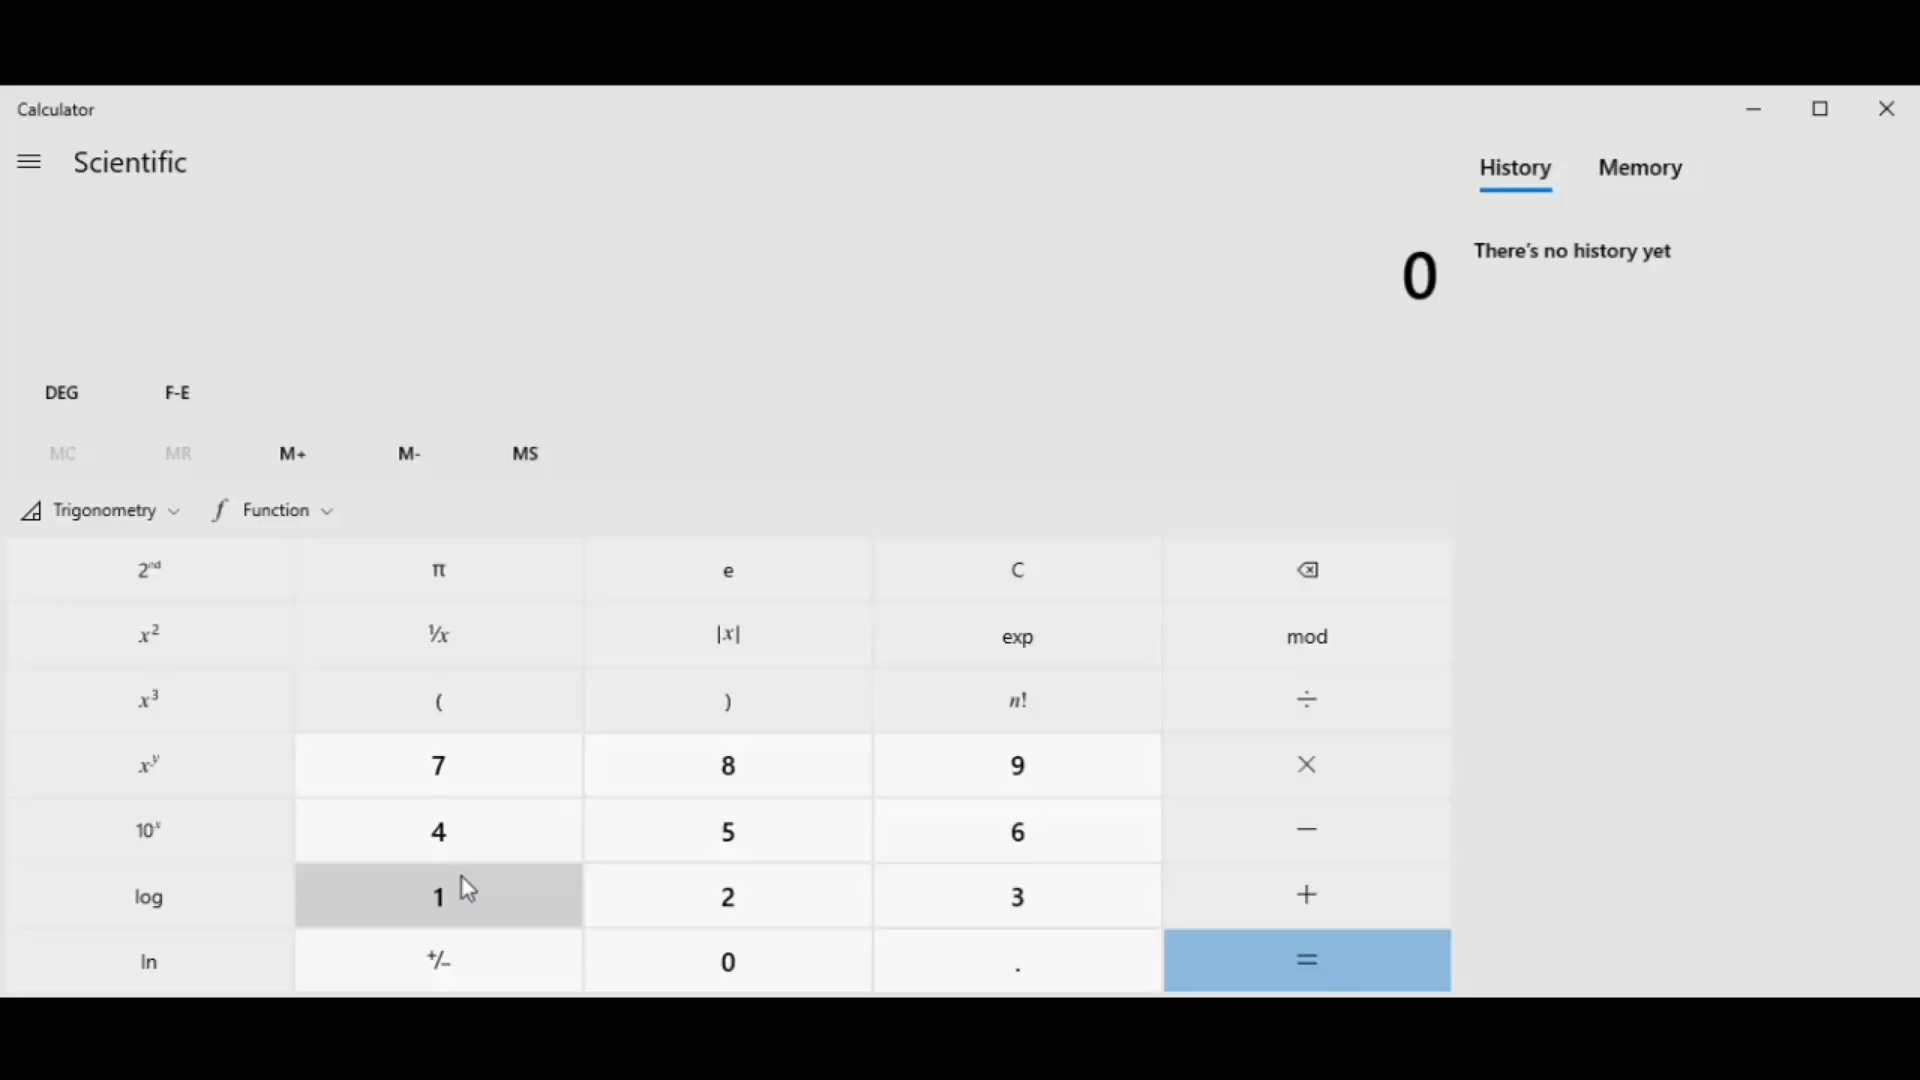 Calculator
Scientific
History Memory
There's no history yet
0
DEG F-E
MC MR M+ M- MS
Trigonometry f Function
2ⁿᵈ π e C
x² ¹/x |x| exp mod
x³ ( ) n! ÷
xʸ 7 8 9 ×
10ˣ 4 5 6 −
log 1 2 3 +
ln +/− 0 . =